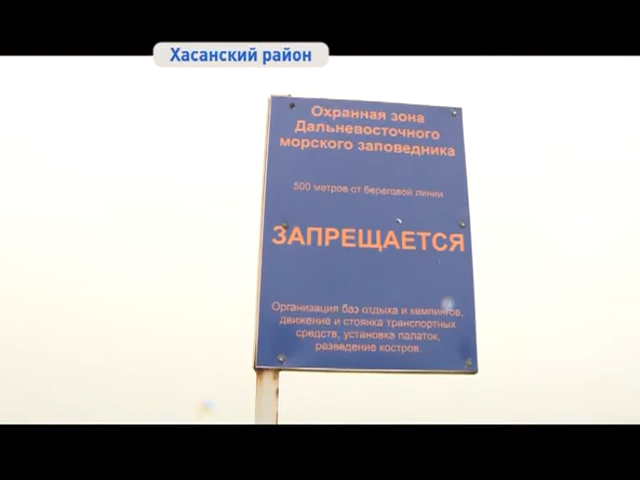 Хасанский район
Охранная зона
Дальневосточного
морского заповедника
500 метров от береговой линии
ЗАПРЕЩАЕТСЯ
Организация баз отдыха и кемпингов,
движение и стоянка транспортных
средств, установка палаток,
разведение костров.